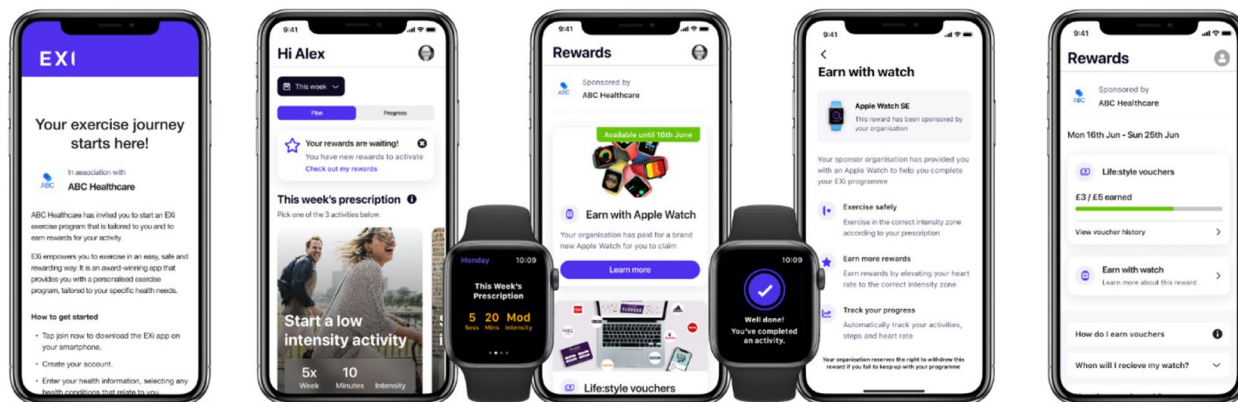 EXI
Your exercise journey
starts here!
In association with
ABC
ABC Healthcare
ABC Healthcare has invited you to start an EXi
exercise program that is tailored to you and to
earn rewards for your activity.
EXi empowers you to exercise in an easy, safe and
rewarding way. It is an award-winning app that
provides you with a personalised exercise
program, tailored to your specific health needs.
How to get started
• Tap join now to download the EXi app on
your smartphone.
• Create your account.
• Enter your health information, selecting any
health conditions that relate to you
9:41
Hi Alex
This week
Plan
Progress
Your rewards are waiting!
You have new rewards to activate
Check out my rewards
This week's prescription
Pick one of the 3 activities below.
Start a low
intensity activity
5x
Week
10
Minutes
Intensity
Monday
10:09
This Week's
Prescription
5 20 Mod
Sess Mins Intensity
9:41
Rewards
Sponsored by
ABC
ABC Healthcare
Available until 16th June
Earn with Apple Watch
Your organisation has paid for a brand
new Apple Watch for you to claim
Learn more
Life:style vouchers
10:09
Well done!
You've completed
an activity.
9:41
Earn with watch
Apple Watch SE
This reward has been sponsored by
your organisation
Your sponsor organisation has provided you
with an Apple Watch to help you complete
your EXi programme
Exercise safely
Exercise in the correct intensity zone
according to your prescription
Earn more rewards
Earn rewards by elevating your heart
rate to the correct intensity zone
Track your progress
Automatically track your activities,
steps and heart rate
Your organisation reserves the right to withdrew this
reward if you fail to keep up with your programme
9:41
Rewards
Sponsored by
ABC
ABC Healthcare
Mon 16th Jun - Sun 25th Jun
Life:style vouchers
£3 / £5 earned
View voucher history
Earn with watch
Learn more about this reward
How do I earn vouchers
When will I recieve my watch?